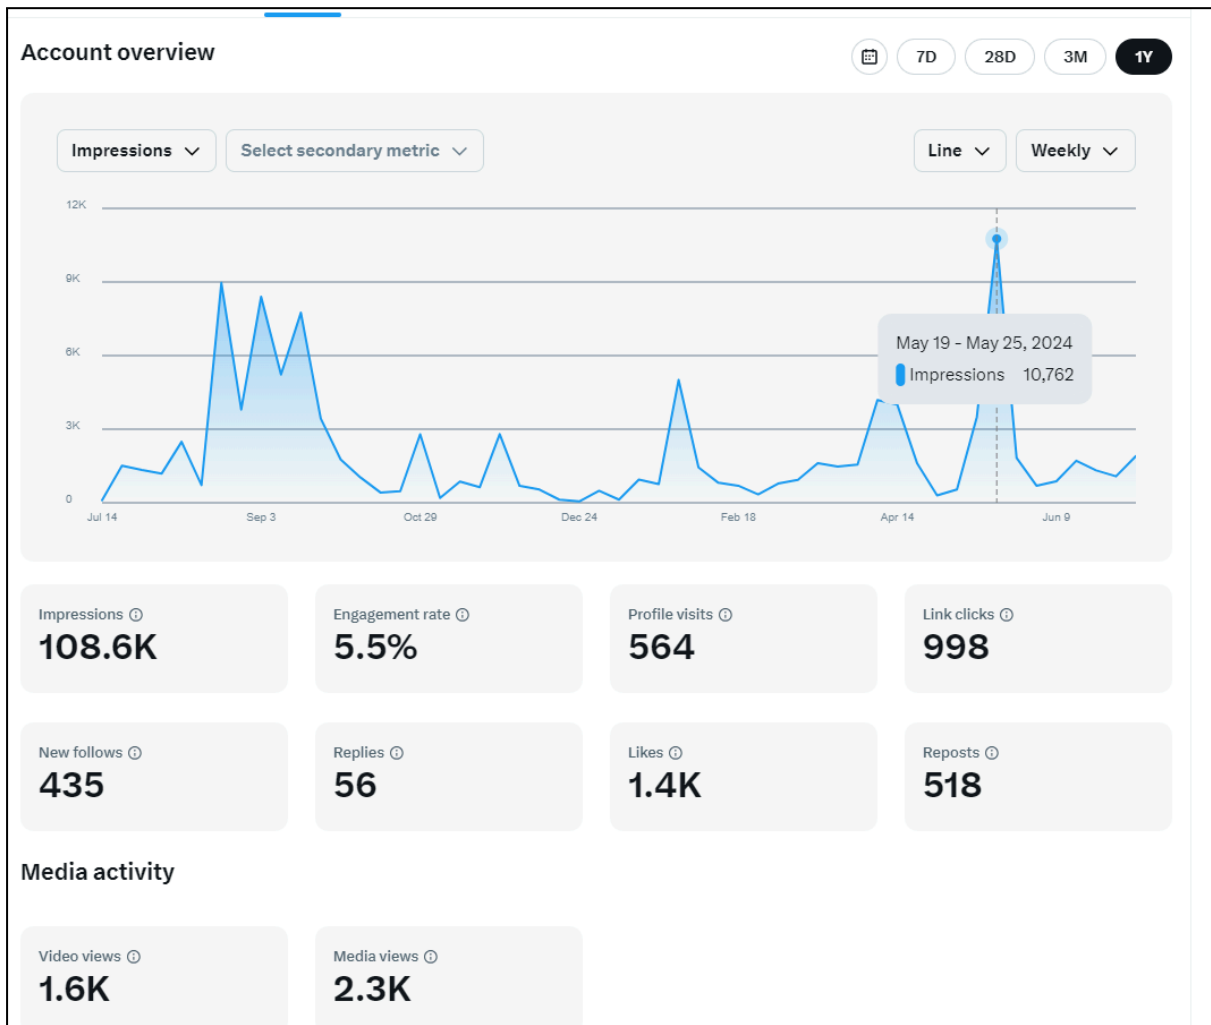 Account overview
7D 28D 3M 1Y
Impressions Select secondary metric Line Weekly
12K
9K
6K
3K
0
May 19 - May 25, 2024
Impressions 10,762
Jul 14 Sep 3 Oct 29 Dec 24 Feb 18 Apr 14 Jun 9
Impressions Engagement rate Profile visits Link clicks
108.6K 5.5% 564 998
New follows Replies Likes Reposts
435 56 1.4K 518
Media activity
Video views Media views
1.6K 2.3K